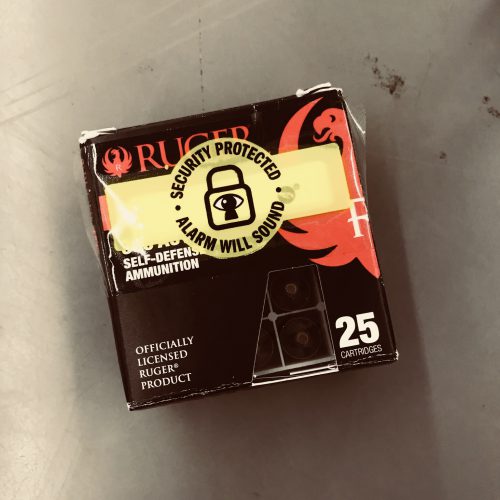 RUGER
R
SECURITY PROTECTED
ALARM WILL SOUND
SELF-DEFENSE
AMMUNITION
OFFICIALLY
LICENSED
RUGER®
PRODUCT
25
CARTRIDGES